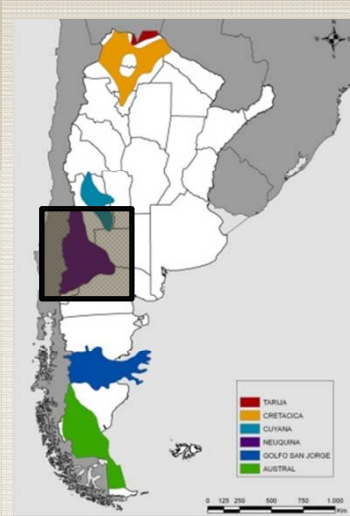 N
TARIJA
CRETACICA
CUYANA
NEUQUINA
GOLFO SAN JORGE
AUSTRAL
0 125 250 500 750 1.000
Km